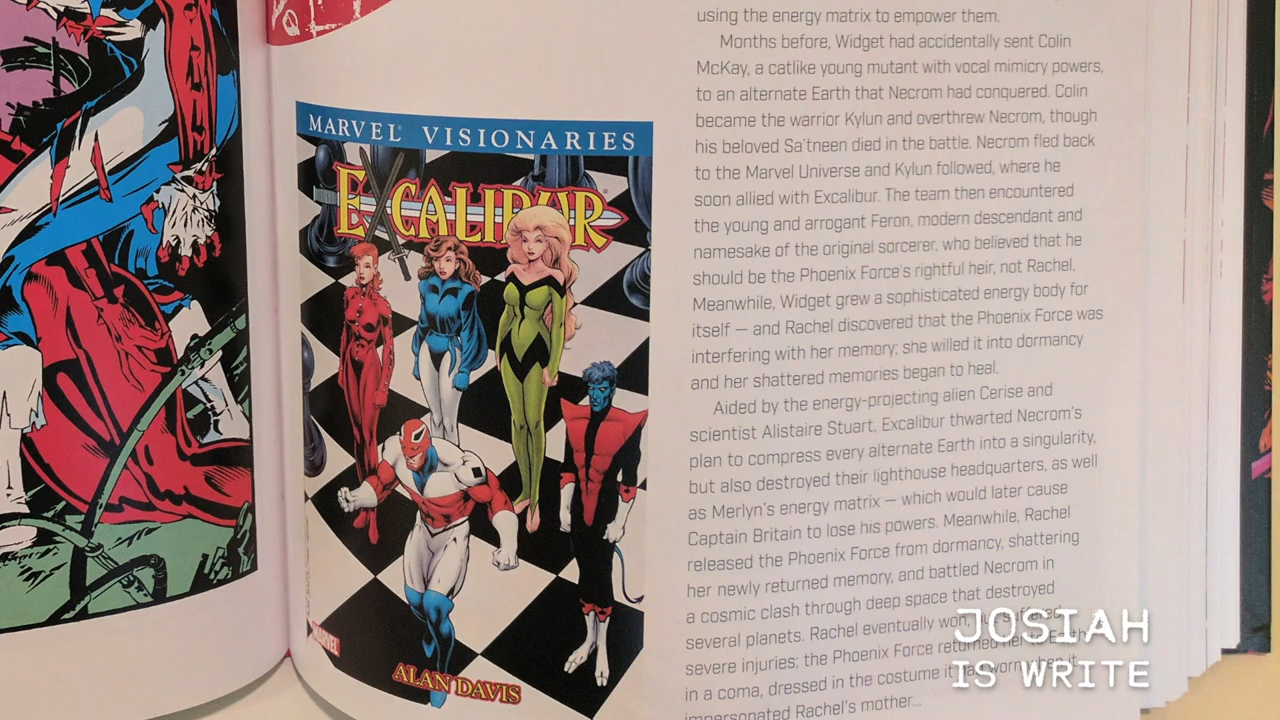 MARVEL VISIONARIES
EXCALIBUR
MARVEL
ALAN DAVIS
using the energy matrix to empower them.
Months before, Widget had accidentally sent Colin
McKay, a catlike young mutant with vocal mimicry powers,
to an alternate Earth that Necrom had conquered. Colin
became the warrior Kylun and overthrew Necrom, though
his beloved Sa'tneen died in the battle. Necrom fled back
to the Marvel Universe and Kylun followed, where he
soon allied with Excalibur. The team then encountered
the young and arrogant Feron, modern descendant and
namesake of the original sorcerer, who believed that he
should be the Phoenix Force's rightful heir, not Rachel.
Meanwhile, Widget grew a sophisticated energy body for
itself — and Rachel discovered that the Phoenix Force was
interfering with her memory; she willed it into dormancy
and her shattered memories began to heal.
Aided by the energy-projecting alien Cerise and
scientist Alistaire Stuart, Excalibur thwarted Necrom's
plan to compress every alternate Earth into a singularity,
but also destroyed their lighthouse headquarters, as well
as Merlyn's energy matrix — which would later cause
Captain Britain to lose his powers. Meanwhile, Rachel
released the Phoenix Force from dormancy, shattering
her newly returned memory, and battled Necrom in
a cosmic clash through deep space that destroyed
several planets. Rachel eventually won, but suffered
severe injuries; the Phoenix Force returned her to Earth
in a coma, dressed in the costume it worn when it
impersonated Rachel's mother...
JOSIAH
IS WRITE